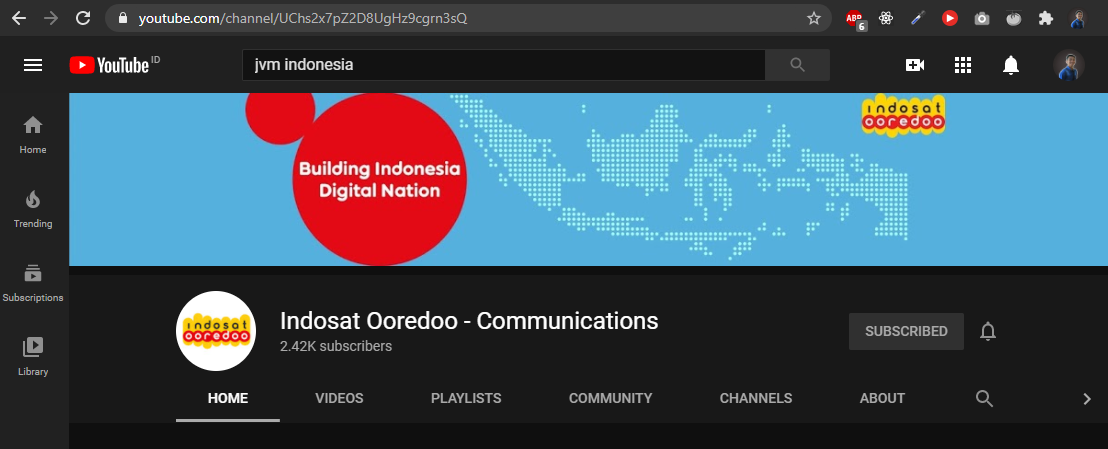 youtube.com/channel/UChs2x7pZ2D8UgHz9cgrn3sQ
ABP
6
YouTube ID
jvm indonesia
Home
Trending
Subscriptions
Library
Building Indonesia
Digital Nation
indosat
ooredoo
indosat
ooredoo
Indosat Ooredoo - Communications
2.42K subscribers
SUBSCRIBED
HOME VIDEOS PLAYLISTS COMMUNITY CHANNELS ABOUT